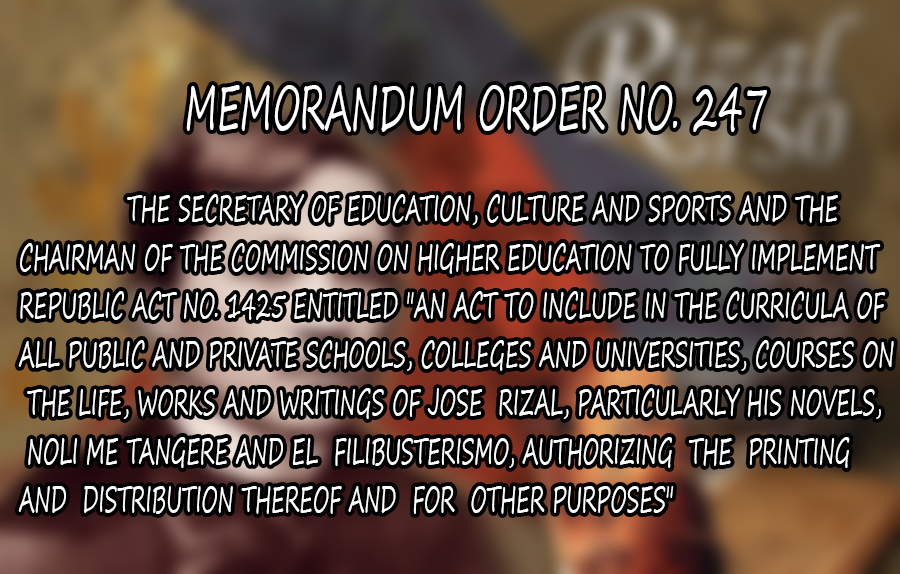 Rizal
MEMORANDUM ORDER NO. 247
THE SECRETARY OF EDUCATION, CULTURE AND SPORTS AND THE
CHAIRMAN OF THE COMMISSION ON HIGHER EDUCATION TO FULLY IMPLEMENT
REPUBLIC ACT NO. 1425 ENTITLED "AN ACT TO INCLUDE IN THE CURRICULA OF
ALL PUBLIC AND PRIVATE SCHOOLS, COLLEGES AND UNIVERSITIES, COURSES ON
THE LIFE, WORKS AND WRITINGS OF JOSE RIZAL, PARTICULARLY HIS NOVELS,
NOLI ME TANGERE AND EL FILIBUSTERISMO, AUTHORIZING THE PRINTING
AND DISTRIBUTION THEREOF AND FOR OTHER PURPOSES"